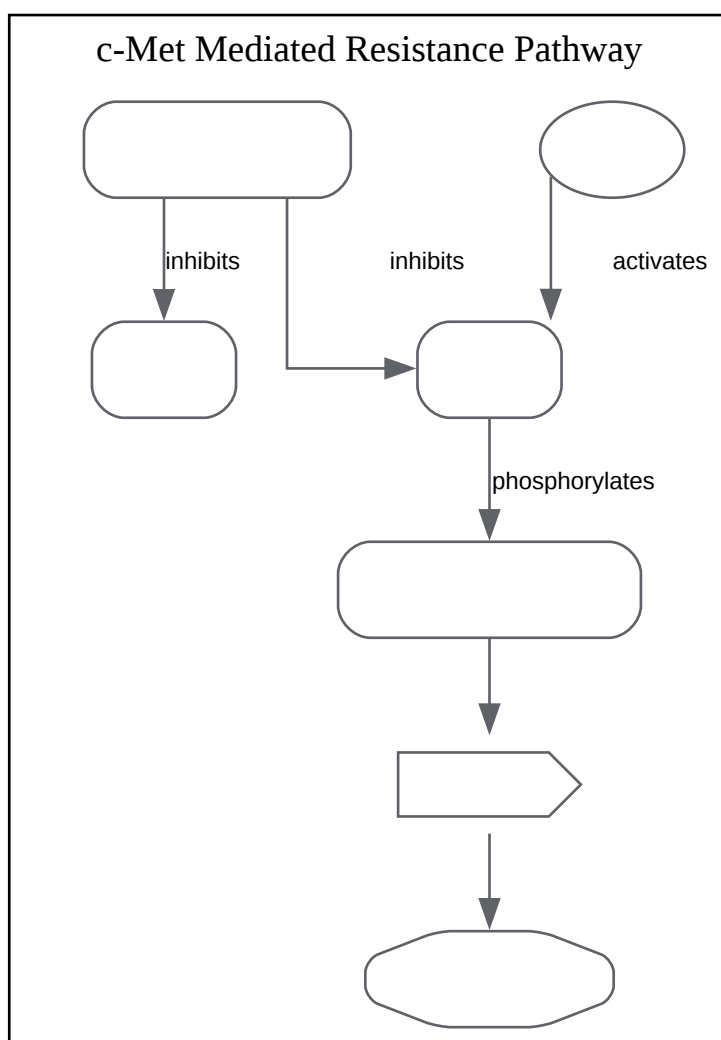 c-Met Mediated Resistance Pathway
inhibits
inhibits
activates
phosphorylates